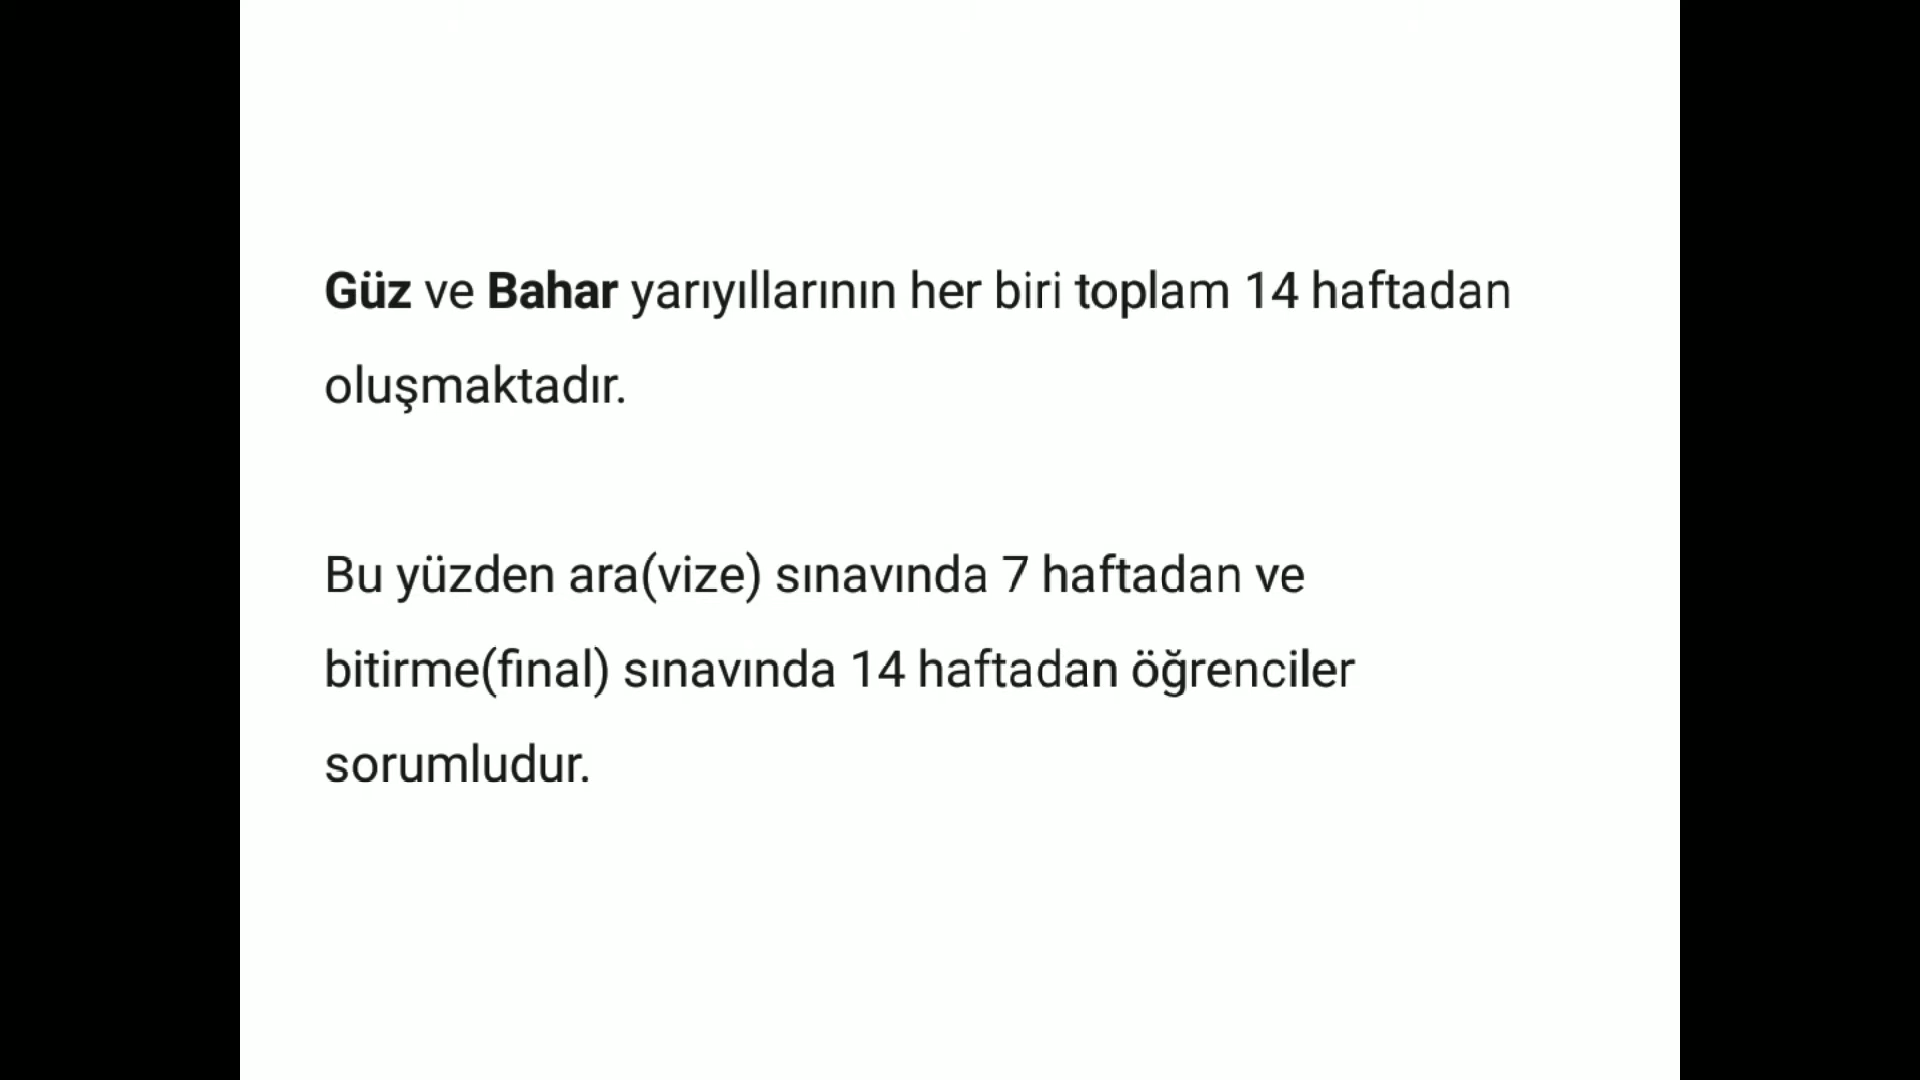 Güz ve Bahar yarıyıllarının her biri toplam 14 haftadan
oluşmaktadır.
Bu yüzden ara(vize) sınavında 7 haftadan ve
bitirme(final) sınavında 14 haftadan öğrenciler
sorumludur.